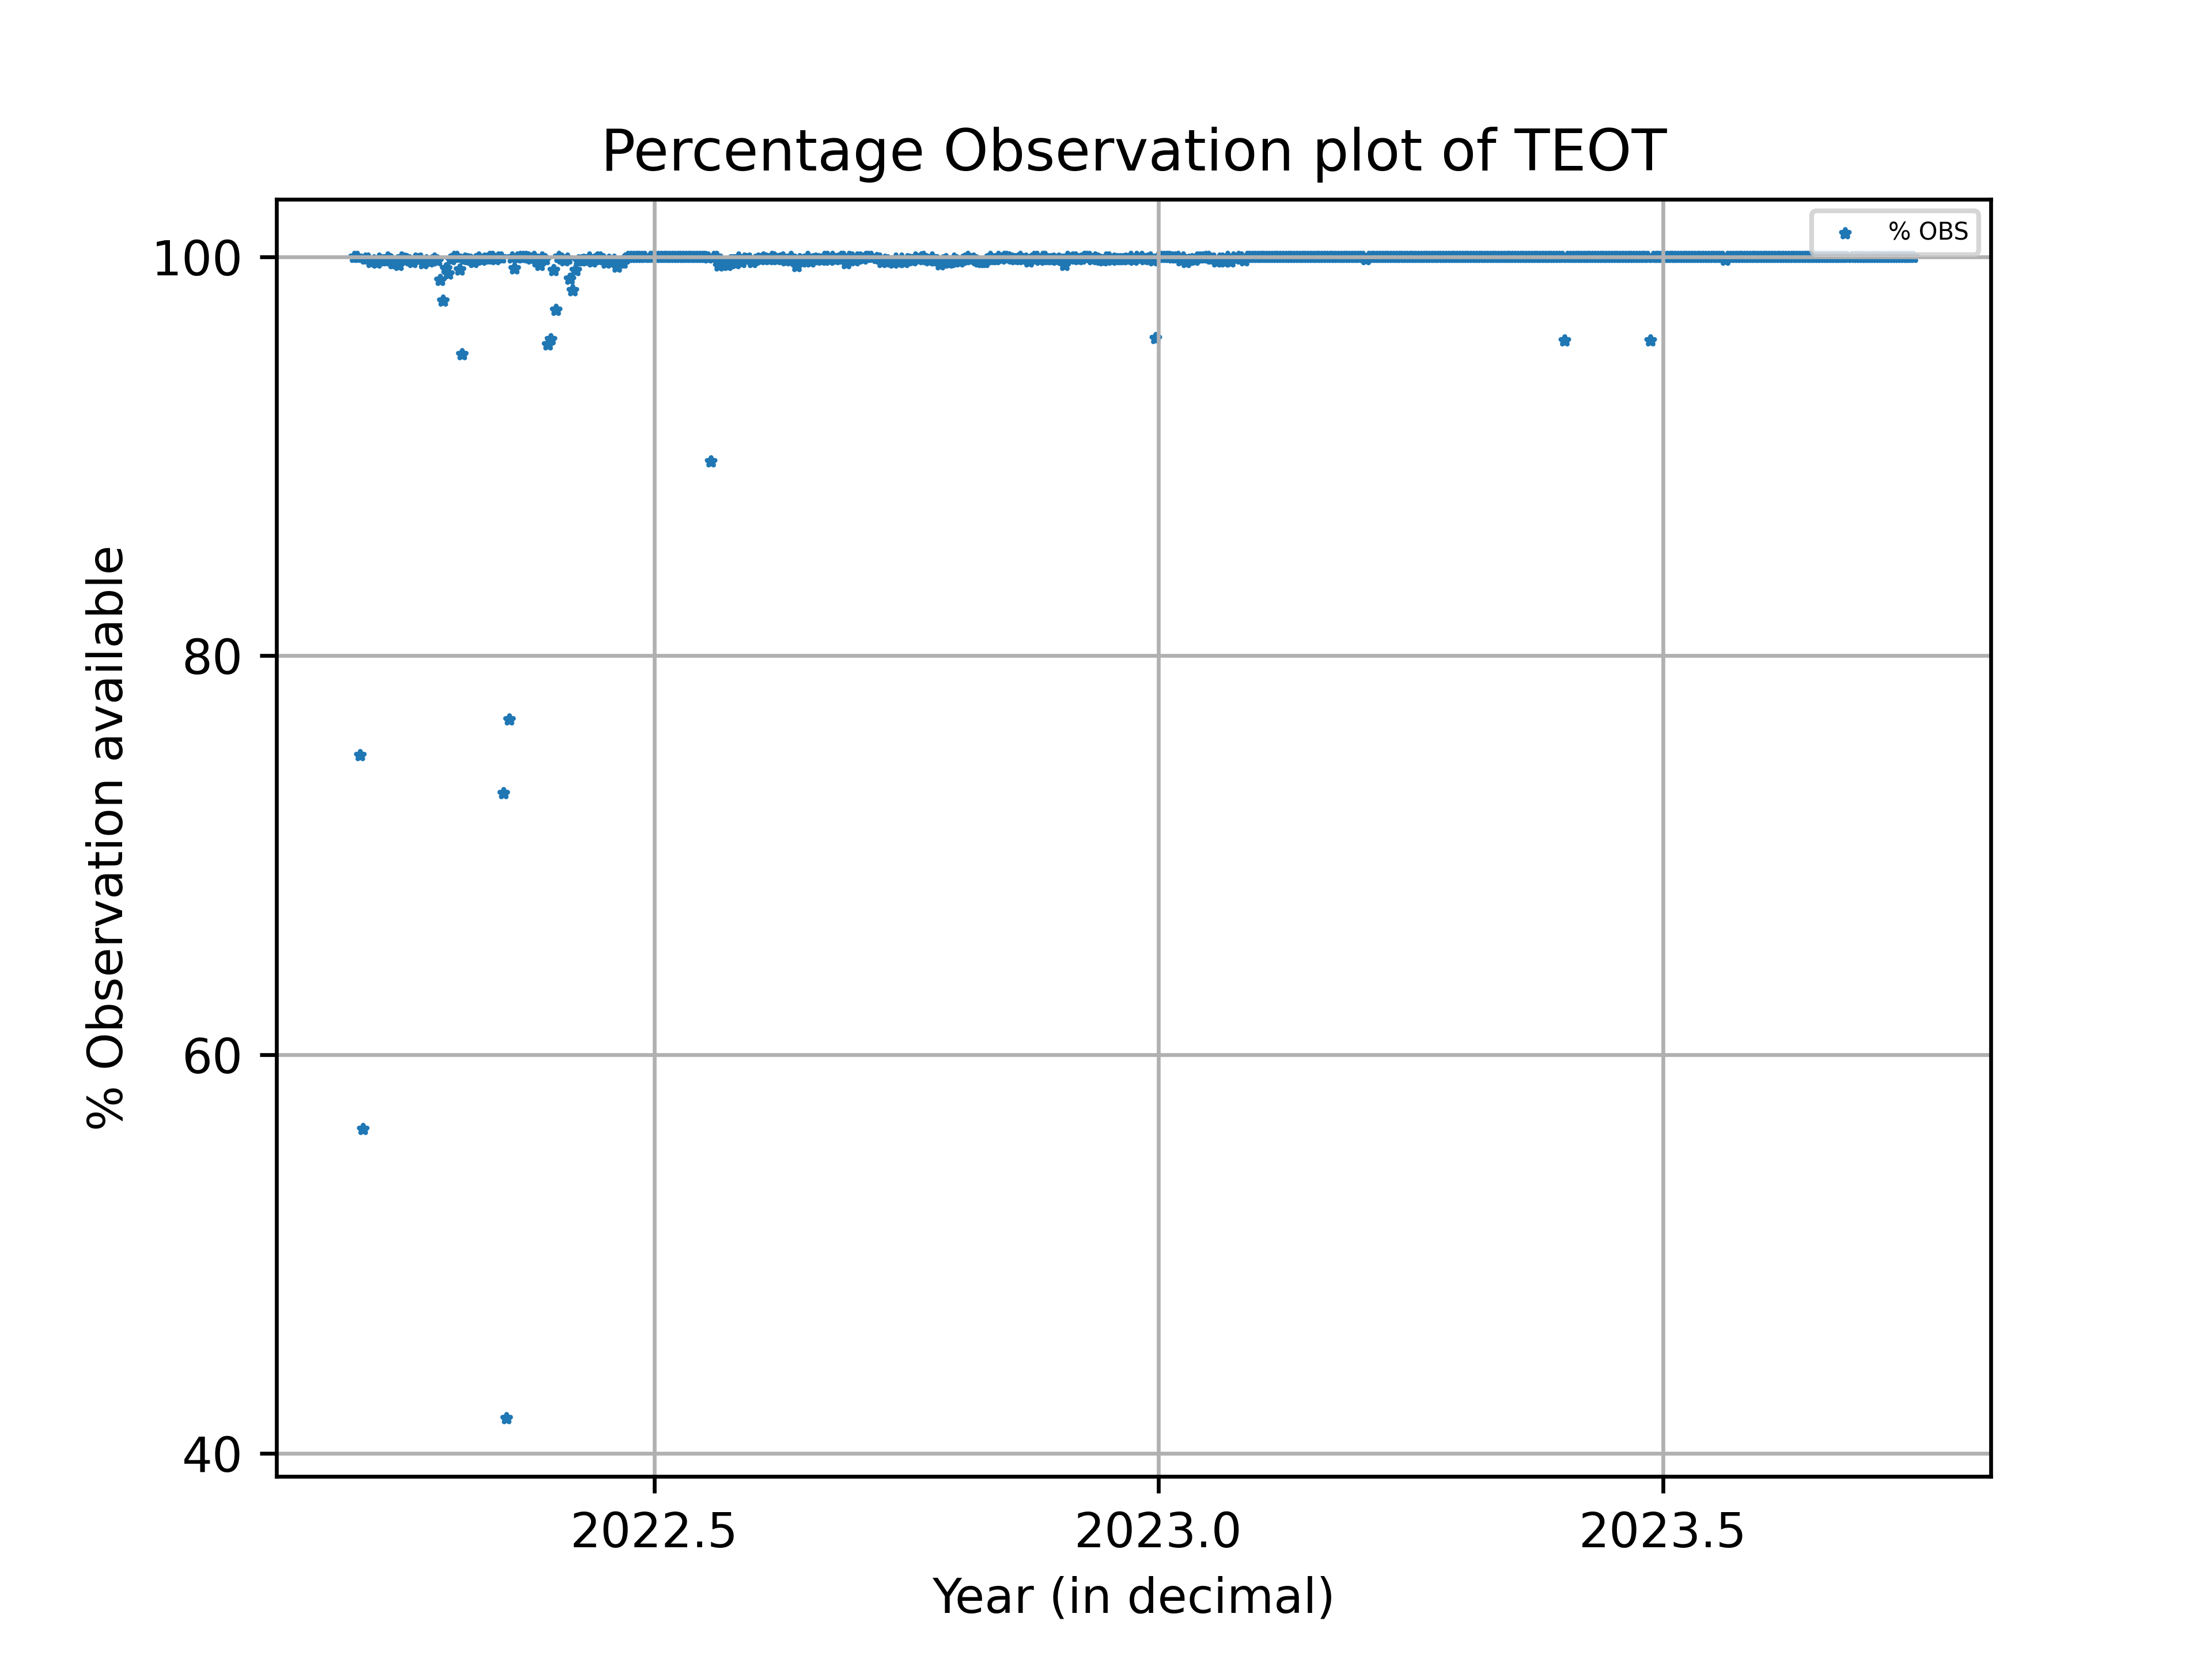 Percentage Observation plot of TEOT
% OBS
100
80
60
40
% Observation available
2022.5 2023.0 2023.5
Year (in decimal)